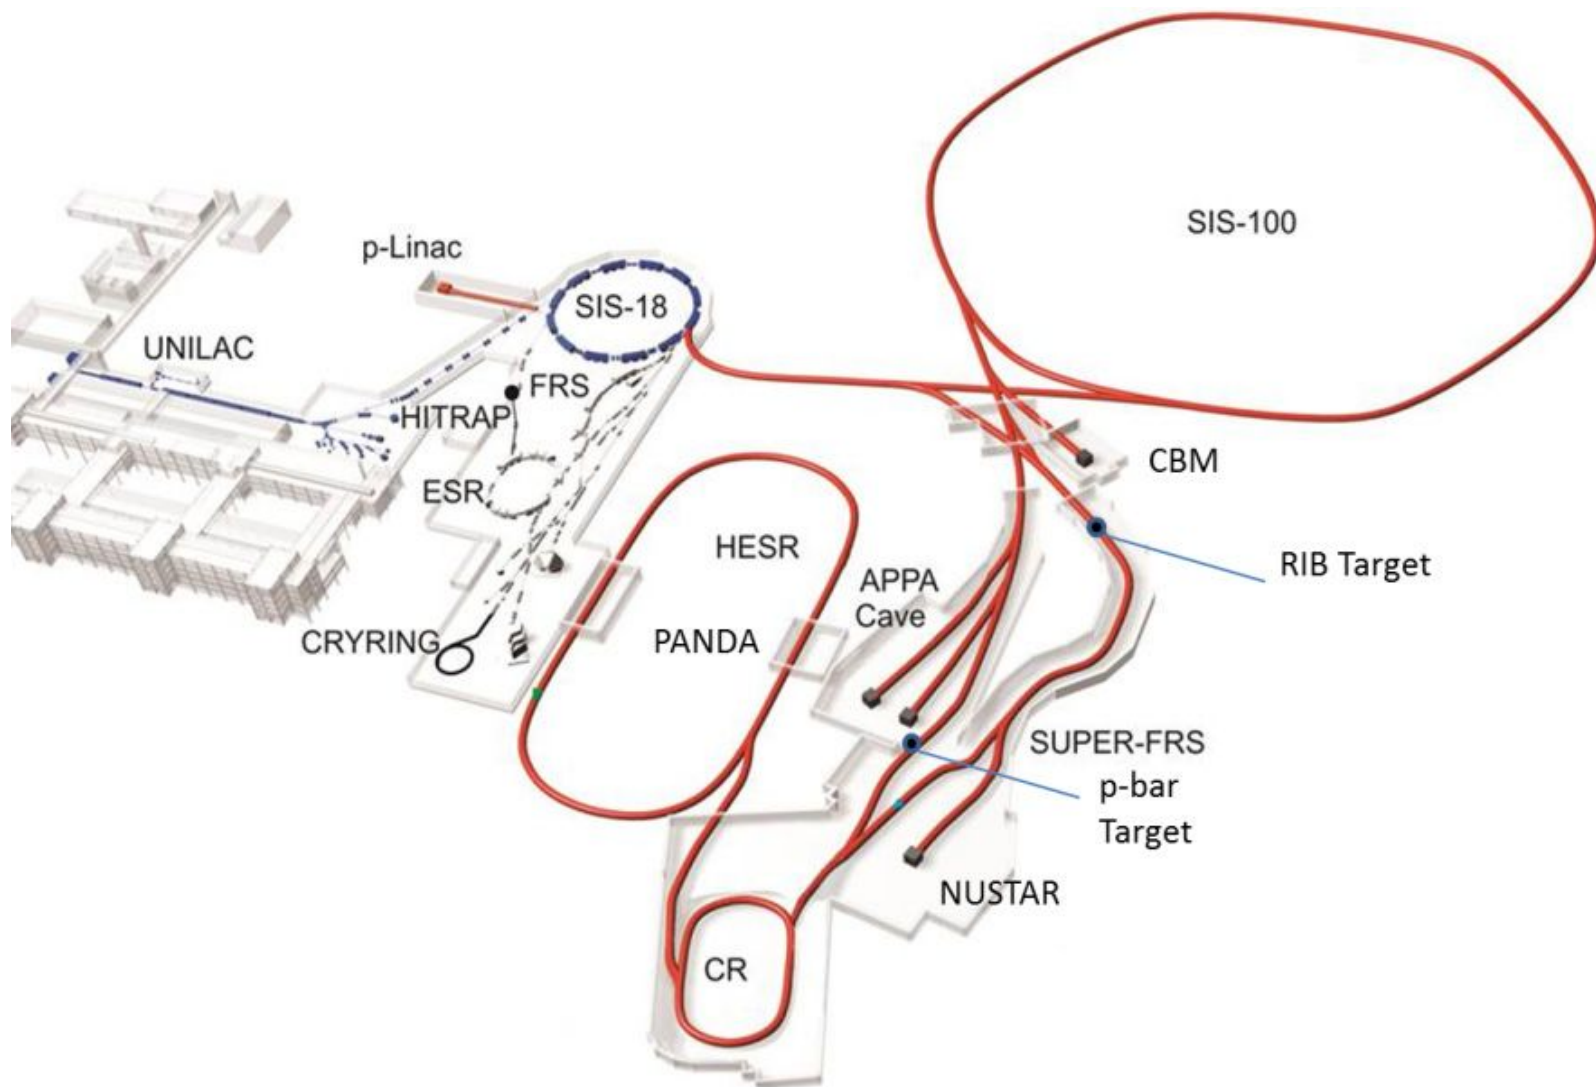 SIS-100
p-Linac
SIS-18
UNILAC
FRS
HITRAP
CBM
ESR
HESR
RIB Target
APPA
Cave
CRYRING
PANDA
SUPER-FRS
p-bar
Target
NUSTAR
CR